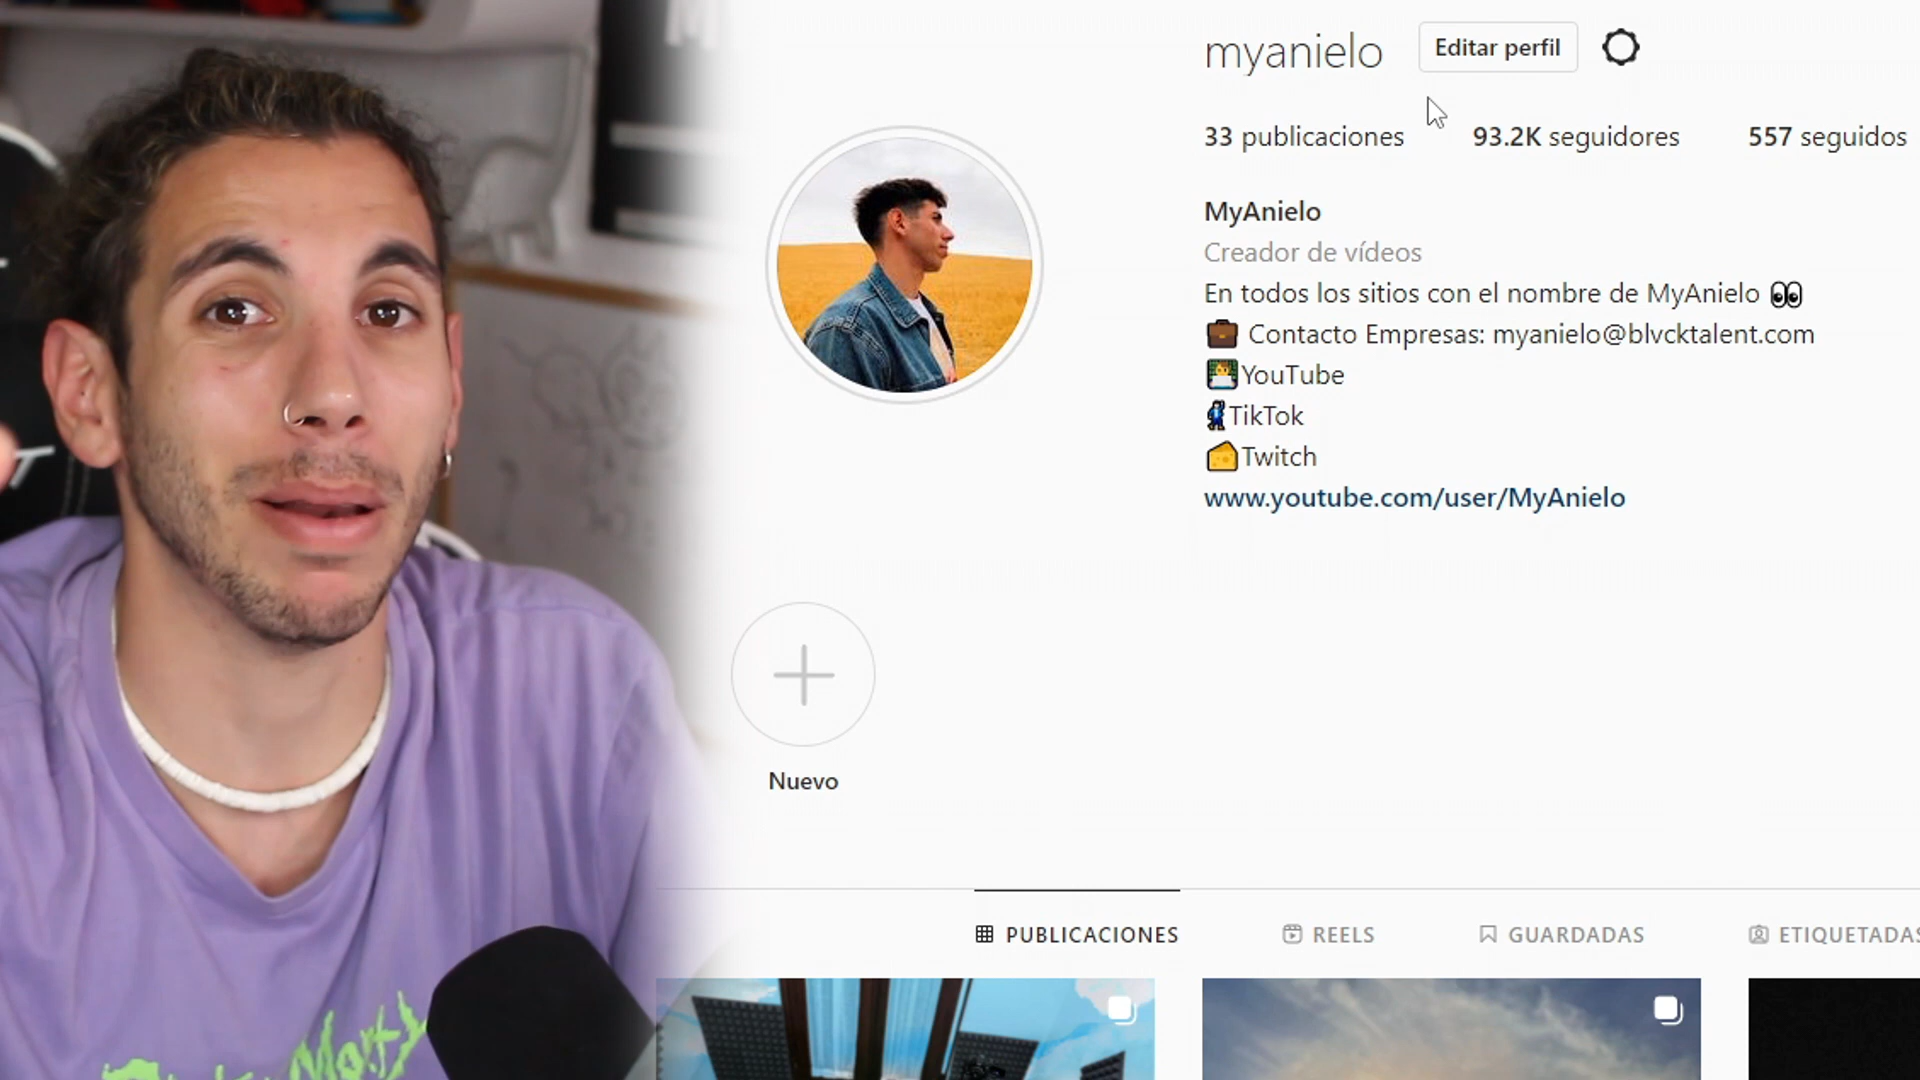 myanielo Editar perfil
33 publicaciones 93.2K seguidores 557 seguidos
MyAnielo
Creador de vídeos
En todos los sitios con el nombre de MyAnielo 👀
💼 Contacto Empresas: myanielo@blvcktalent.com
👨‍💻YouTube
TikTok
🧀Twitch
www.youtube.com/user/MyAnielo
Nuevo
PUBLICACIONES REELS GUARDADAS ETIQUETADAS
Morty